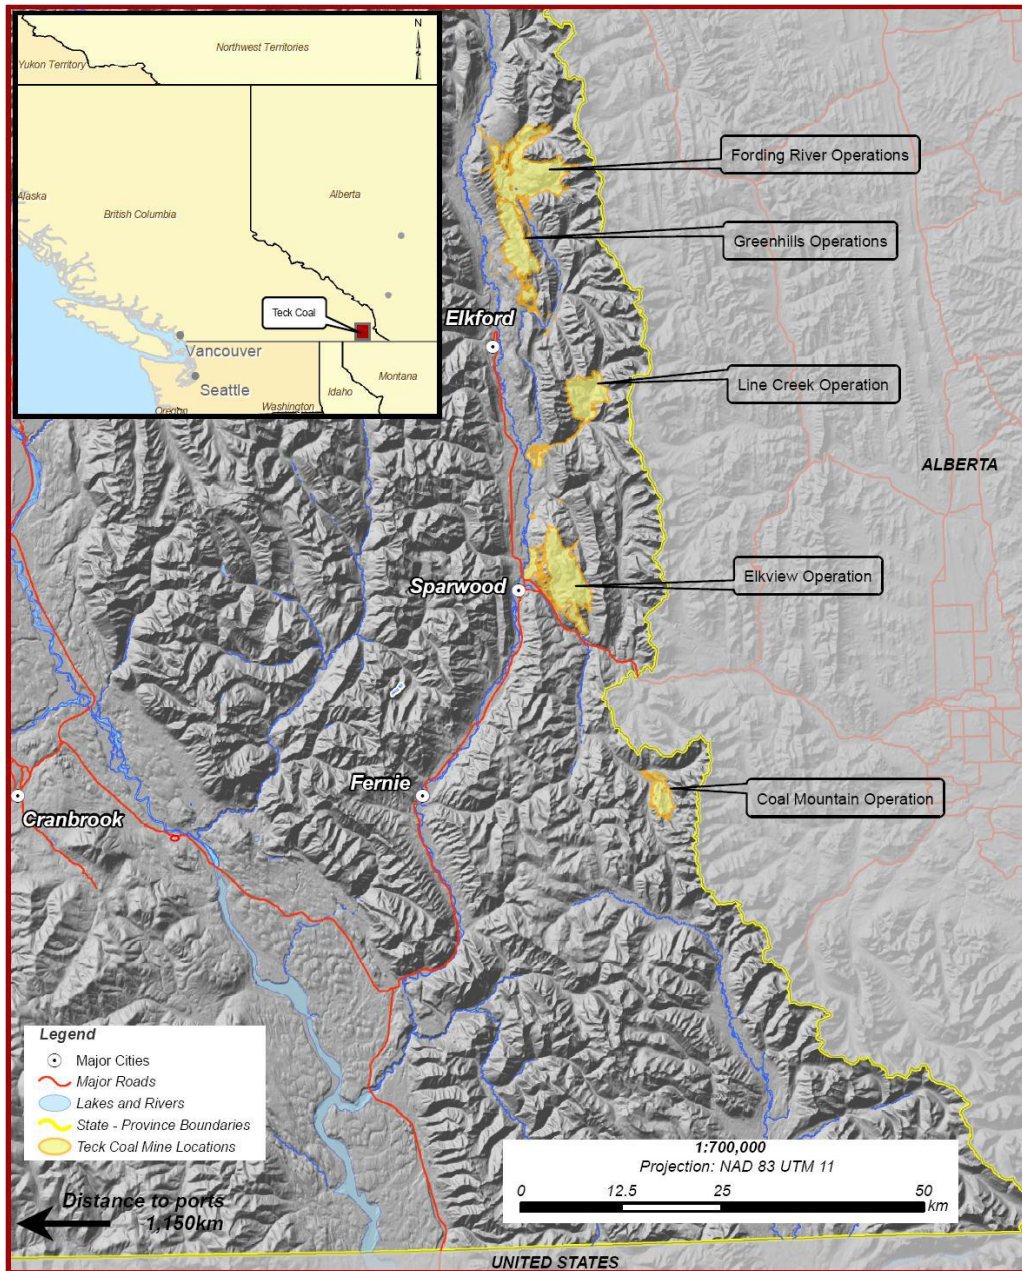 N
Northwest Territories
Yukon Territory
Alaska
British Columbia
Alberta
Teck Coal
Vancouver
Seattle
Washington
Idaho
Montana
Oregon
Fording River Operations
Greenhills Operations
Elkford
Line Creek Operation
ALBERTA
Sparwood
Elkview Operation
Fernie
Cranbrook
Coal Mountain Operation
Legend
Major Cities
Major Roads
Lakes and Rivers
State - Province Boundaries
Teck Coal Mine Locations
Distance to ports
1,150km
1:700,000
Projection: NAD 83 UTM 11
0 12.5 25 50
km
UNITED STATES